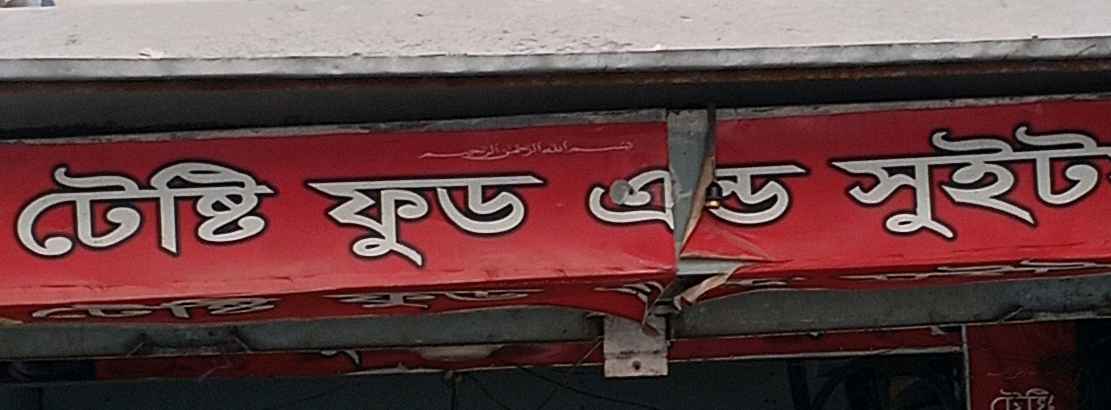 بسم الله الرحمن الرحيم
টেষ্টি ফুড এন্ড সুইট
টেষ্টি